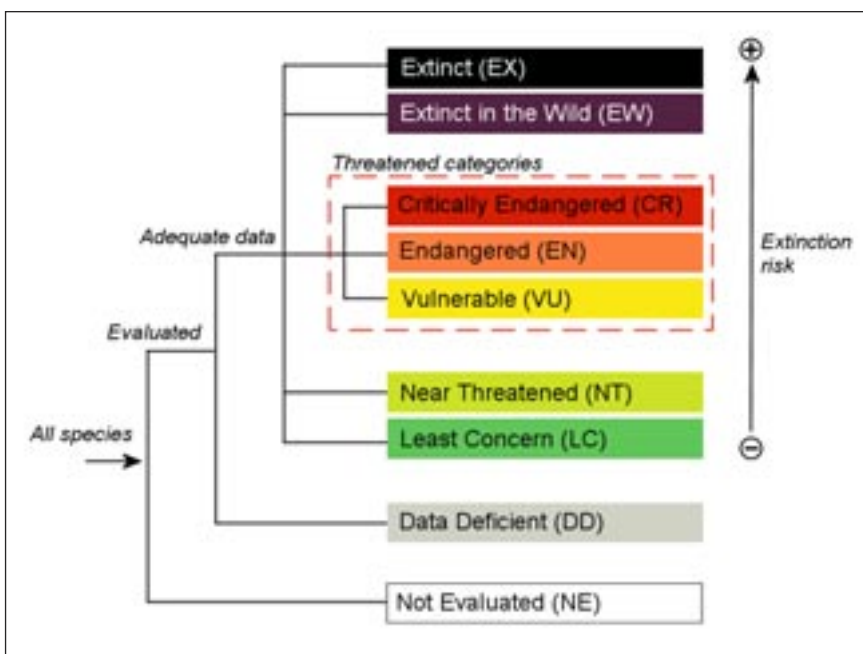 Extinct (EX)
Extinct in the Wild (EW)
Threatened categories
Critically Endangered (CR)
Adequate data
Endangered (EN)
Extinction
risk
Vulnerable (VU)
Evaluated
Near Threatened (NT)
All species
Least Concern (LC)
Data Deficient (DD)
Not Evaluated (NE)